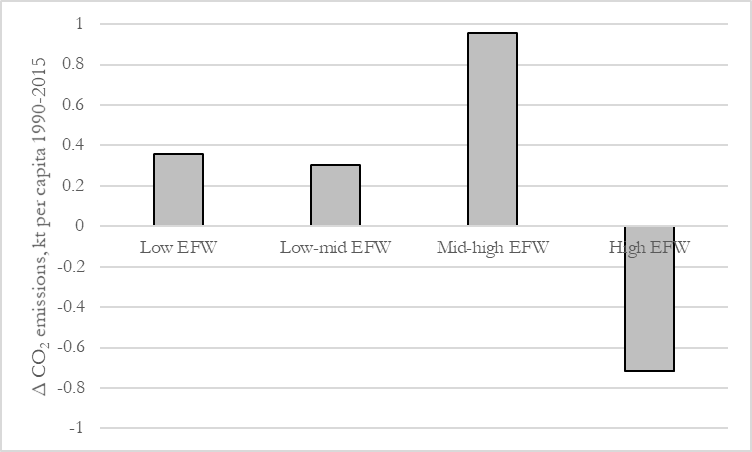 Δ CO₂ emissions, kt per capita 1990-2015
1
0.8
0.6
0.4
0.2
0
-0.2
-0.4
-0.6
-0.8
-1
Low EFW
Low-mid EFW
Mid-high EFW
High EFW